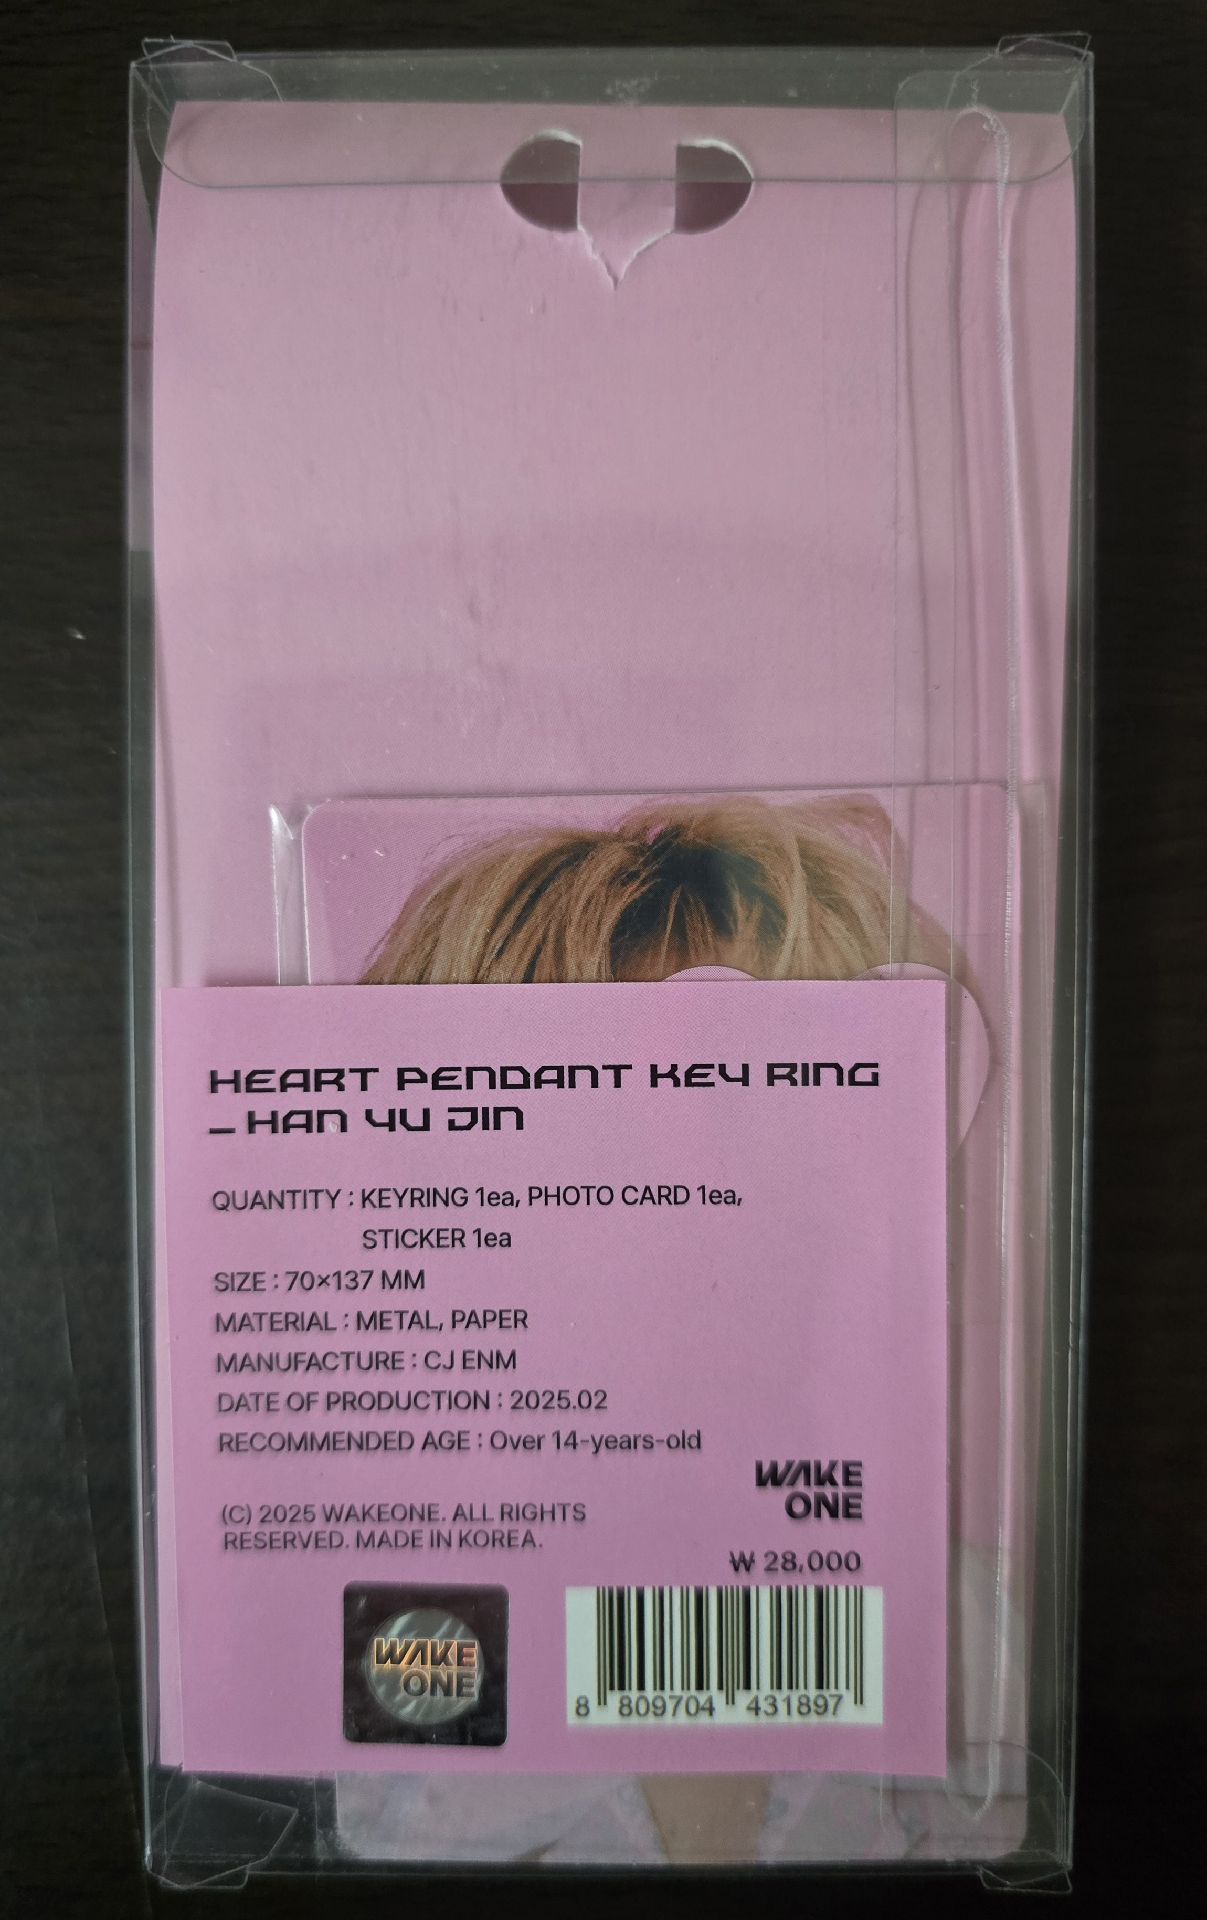 HEART PENDANT KEY RING
_ HAN YU JIN
QUANTITY : KEYRING 1ea, PHOTO CARD 1ea,
STICKER 1ea
SIZE : 70×137 MM
MATERIAL : METAL, PAPER
MANUFACTURE : CJ ENM
DATE OF PRODUCTION : 2025.02
RECOMMENDED AGE : Over 14-years-old
WAKE
ONE
(C) 2025 WAKEONE. ALL RIGHTS
RESERVED. MADE IN KOREA.
₩ 28,000
WAKE
ONE
8 809704 431897